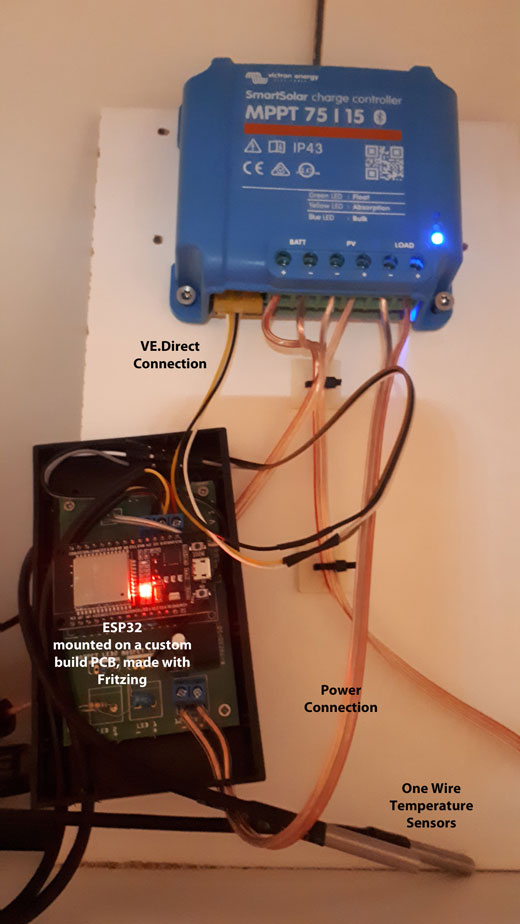 victron energy
SmartSolar charge controller
MPPT 75 | 15
IP43
CE
Green LED : Float
Yellow LED : Absorption
Blue LED : Bulk
BATT PV LOAD
+ - + - - +
VE.Direct
Connection
ESP32
mounted on a custom
build PCB, made with
Fritzing
LED
Power
Connection
One Wire
Temperature
Sensors